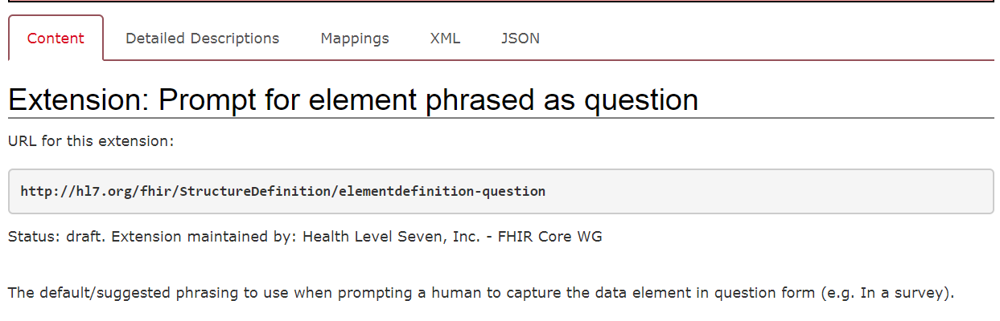 Content Detailed Descriptions Mappings XML JSON
Extension: Prompt for element phrased as question
URL for this extension:
http://hl7.org/fhir/StructureDefinition/elementdefinition-question
Status: draft. Extension maintained by: Health Level Seven, Inc. - FHIR Core WG
The default/suggested phrasing to use when prompting a human to capture the data element in question form (e.g. In a survey).